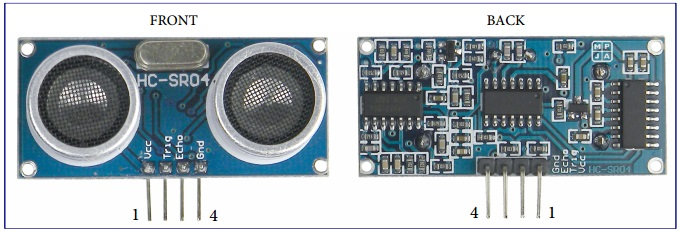 FRONT
BACK
HC-SR04
Vcc
Trig
Echo
Gnd
1
4
M P
J A
Gnd
Echo
Trig
Vcc
HC-SR04
4
1